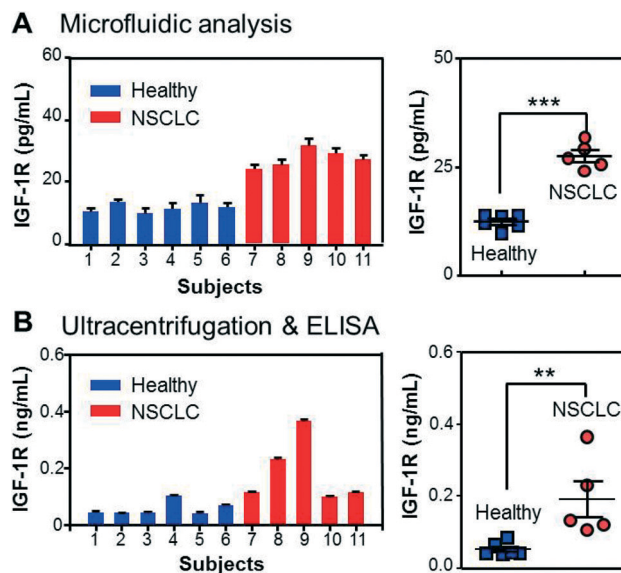 A Microfluidic analysis
IGF-1R (pg/mL)
60
40
20
0
Healthy
NSCLC
1 2 3 4 5 6 7 8 9 10 11
Subjects
IGF-1R (pg/mL)
50
25
0
***
NSCLC
Healthy
B Ultracentrifugation & ELISA
IGF-1R (ng/mL)
0.6
0.4
0.2
0.0
Healthy
NSCLC
1 2 3 4 5 6 7 8 9 10 11
Subjects
IGF-1R (ng/mL)
0.6
0.4
0.2
0.0
**
NSCLC
Healthy